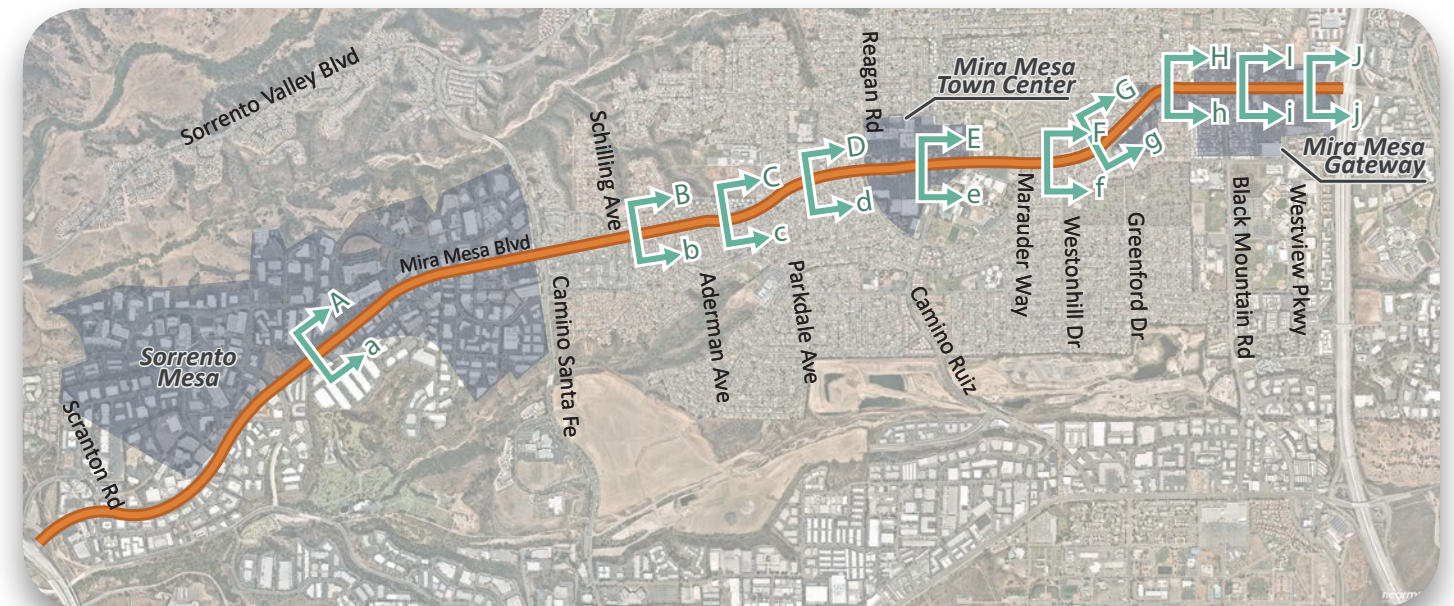 Sorrento Valley Blvd
Reagan Rd
Mira Mesa
Town Center
Schilling Ave
Mira Mesa Blvd
Sorrento
Mesa
Scranton Rd
Camino Santa Fe
Aderman Ave
Parkdale Ave
Camino Ruiz
Marauder Way
Westonhill Dr
Greenford Dr
Black Mountain Rd
Westview Pkwy
Mira Mesa
Gateway
A
a
B
b
C
c
D
d
E
e
F
f
G
g
H
h
I
i
J
j